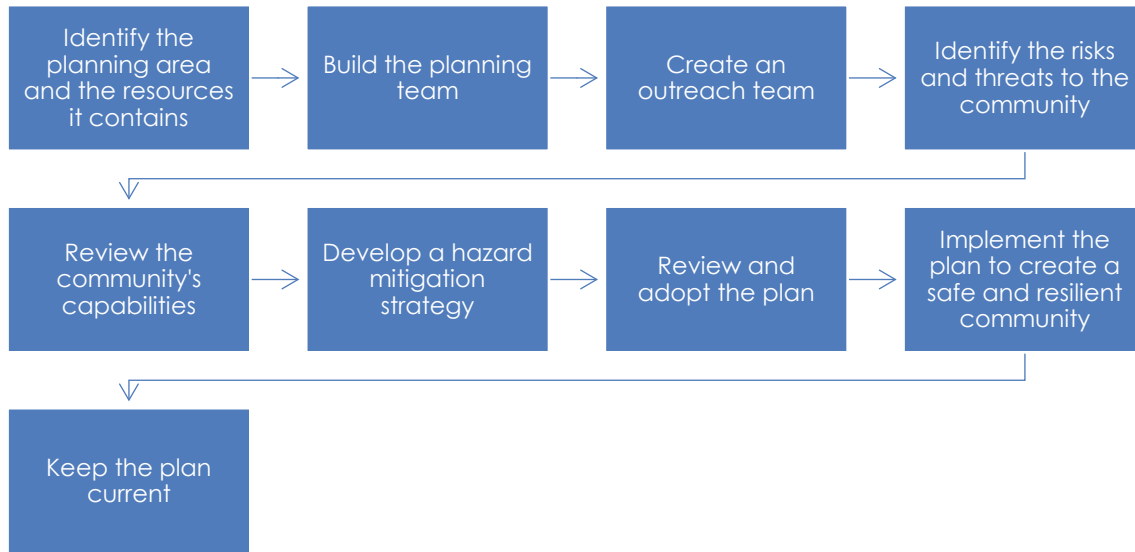 Identify the
planning area
and the resources
it contains
Build the planning
team
Create an
outreach team
Identify the risks
and threats to the
community
Review the
community's
capabilities
Develop a hazard
mitigation
strategy
Review and
adopt the plan
Implement the
plan to create a
safe and resilient
community
Keep the plan
current